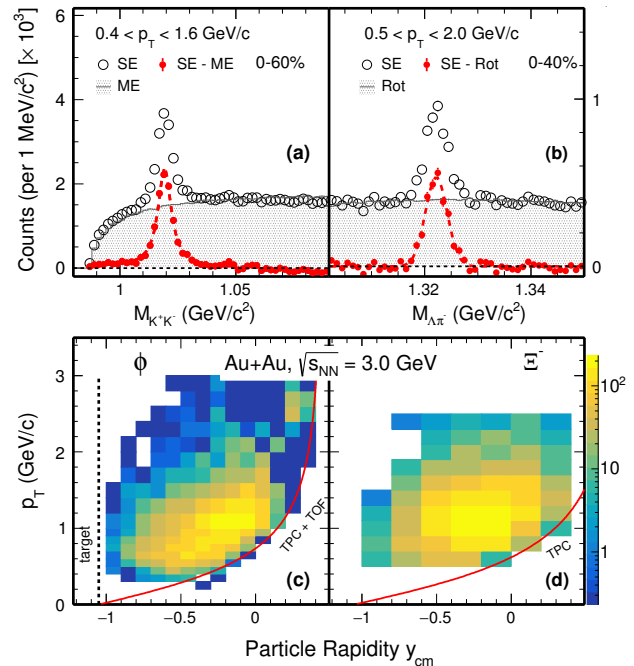 Counts (per 1 MeV/c²) [× 10³]
6
4
2
0
0.4 < p_T < 1.6 GeV/c
SE SE - ME 0-60%
ME
(a)
0.5 < p_T < 2.0 GeV/c
SE SE - Rot 0-40%
Rot
(b)
1
0
1 1.05
1.32 1.34
M_K⁺K⁻ (GeV/c²)
M_Λπ⁻ (GeV/c²)
p_T (GeV/c)
3
2
1
0
ϕ Au+Au, √s_NN = 3.0 GeV Ξ⁻
target
TPC + TOF
(c)
TPC
(d)
10²
10
1
−1 −0.5 0
−1 −0.5 0
Particle Rapidity y_cm